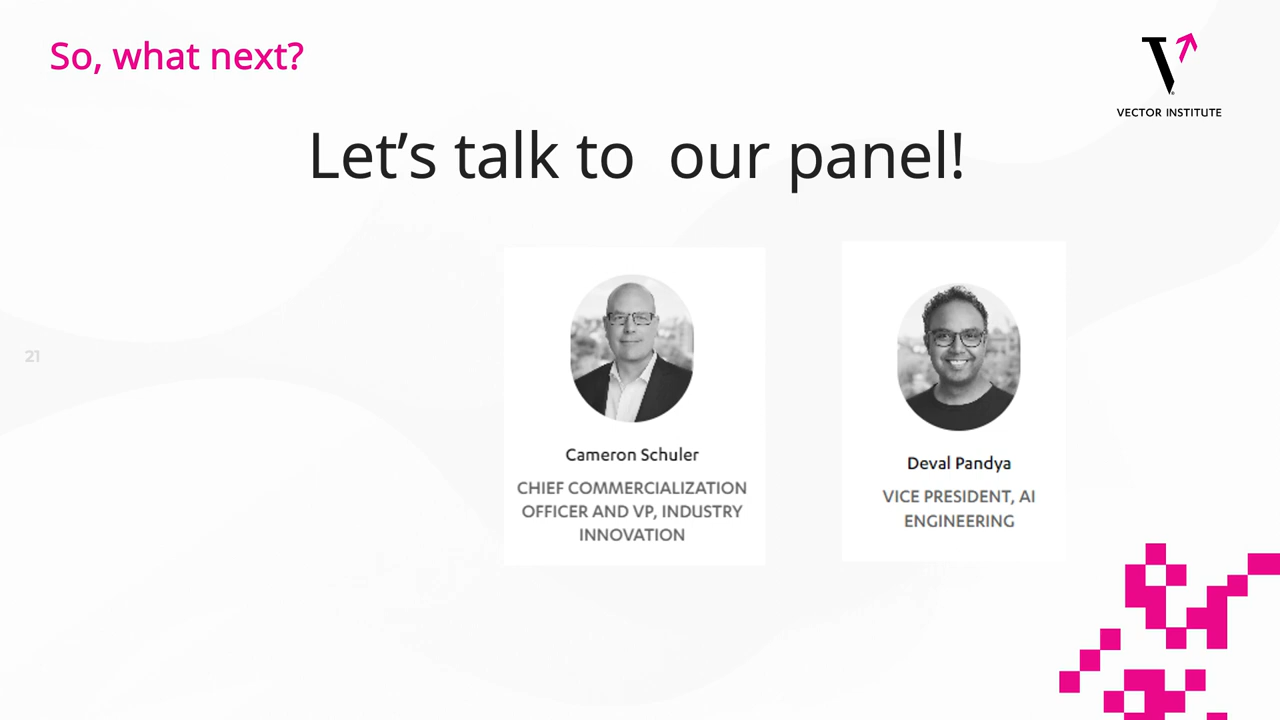 So, what next?
VECTOR INSTITUTE
Let’s talk to  our panel!
21
Cameron Schuler
CHIEF COMMERCIALIZATION
OFFICER AND VP, INDUSTRY
INNOVATION
Deval Pandya
VICE PRESIDENT, AI
ENGINEERING